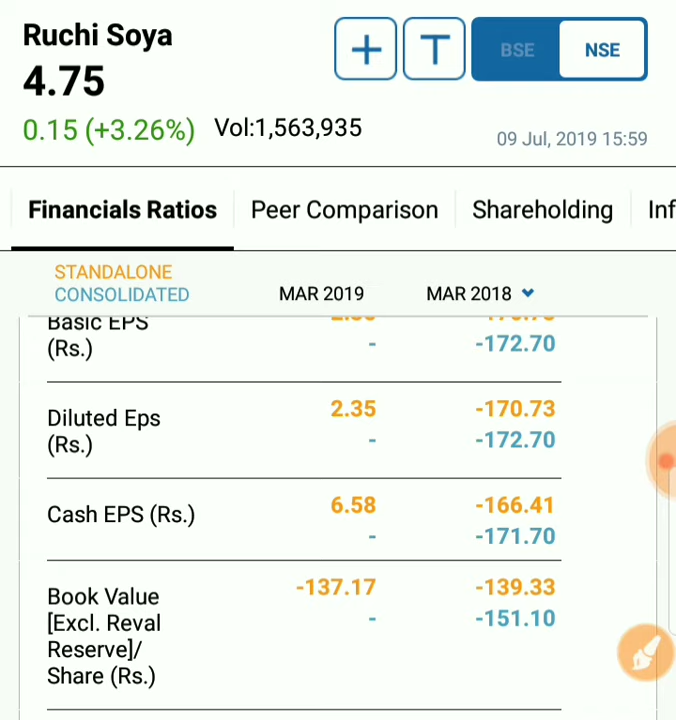 Ruchi Soya
4.75
0.15 (+3.26%) Vol:1,563,935
BSE NSE
09 Jul, 2019 15:59
Financials Ratios Peer Comparison Shareholding Inf
STANDALONE
CONSOLIDATED MAR 2019 MAR 2018
Basic EPS
(Rs.) - -172.70
Diluted Eps 2.35 -170.73
(Rs.) - -172.70
Cash EPS (Rs.) 6.58 -166.41
- -171.70
Book Value -137.17 -139.33
[Excl. Reval - -151.10
Reserve]/
Share (Rs.)